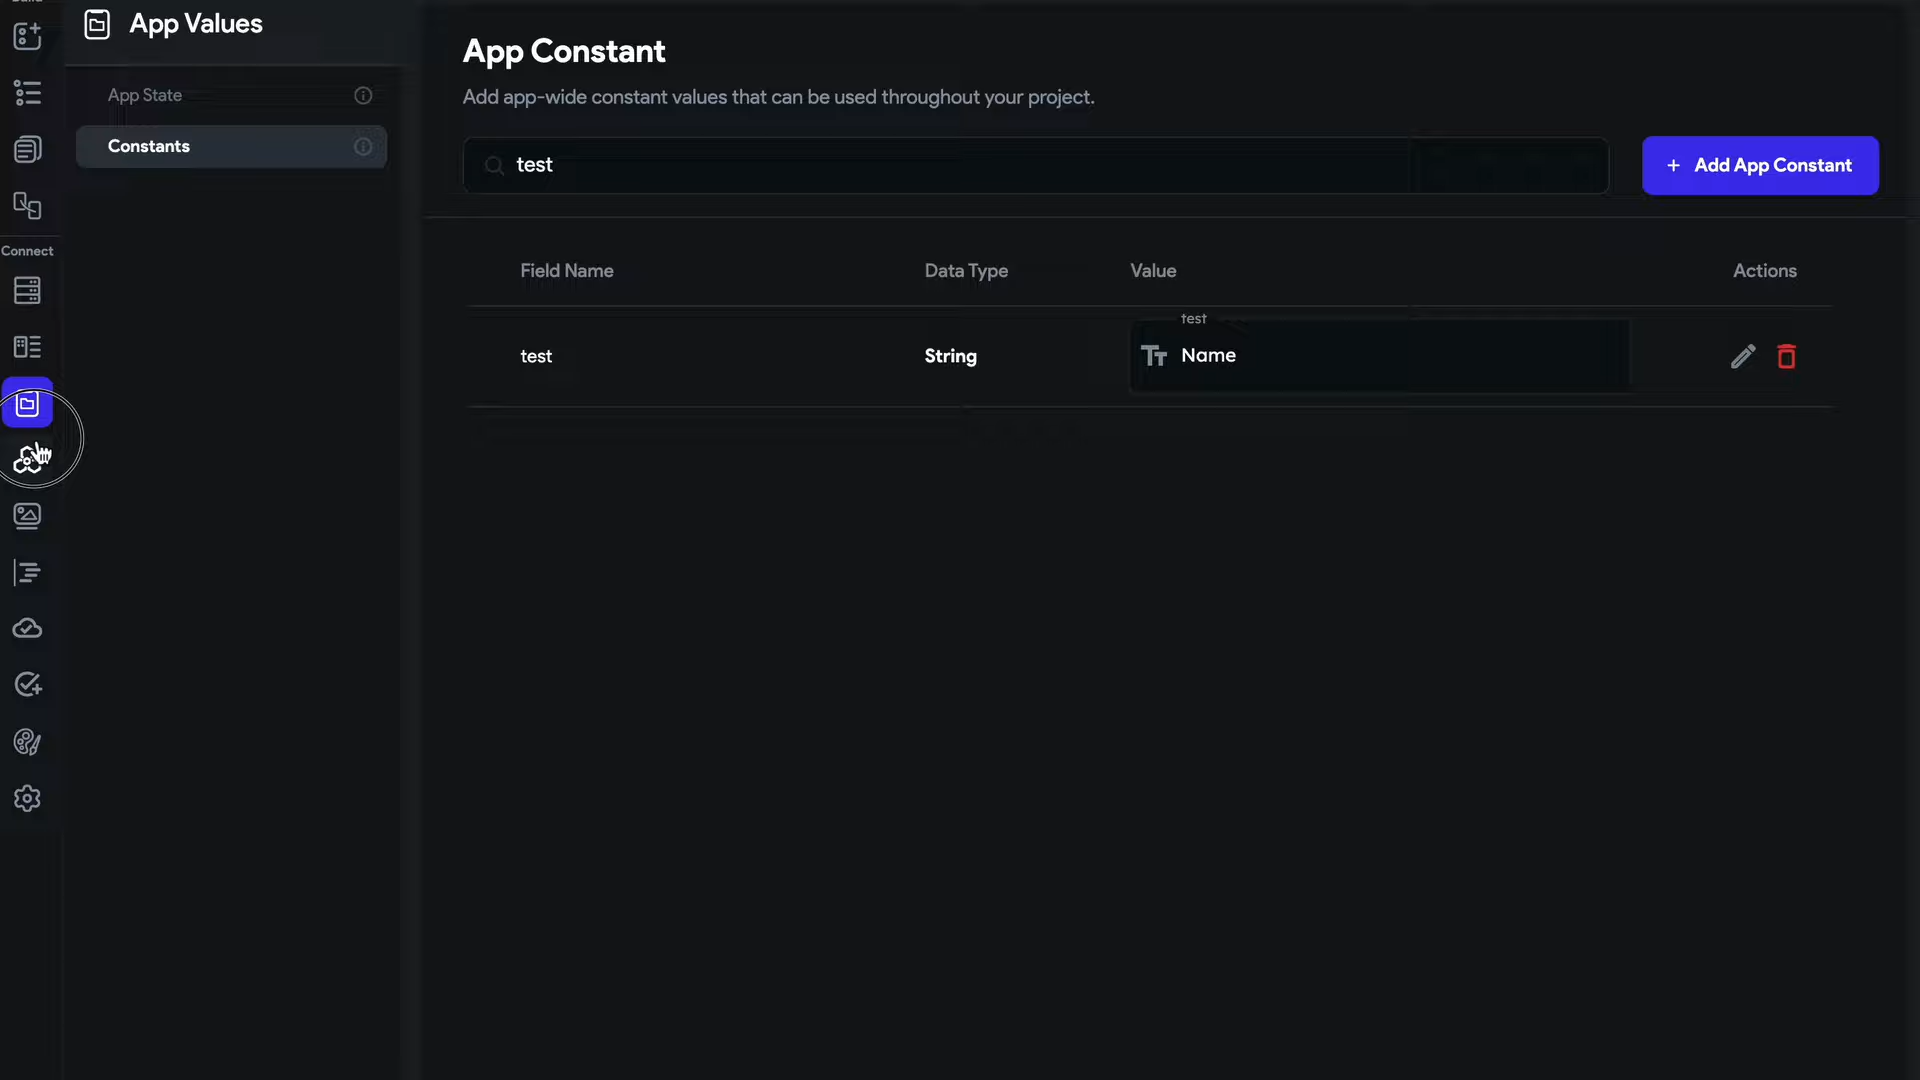 App Values
App State
Constants
Connect
App Constant
Add app-wide constant values that can be used throughout your project.
test
+ Add App Constant
Field Name Data Type Value Actions
test String test
Tт Name